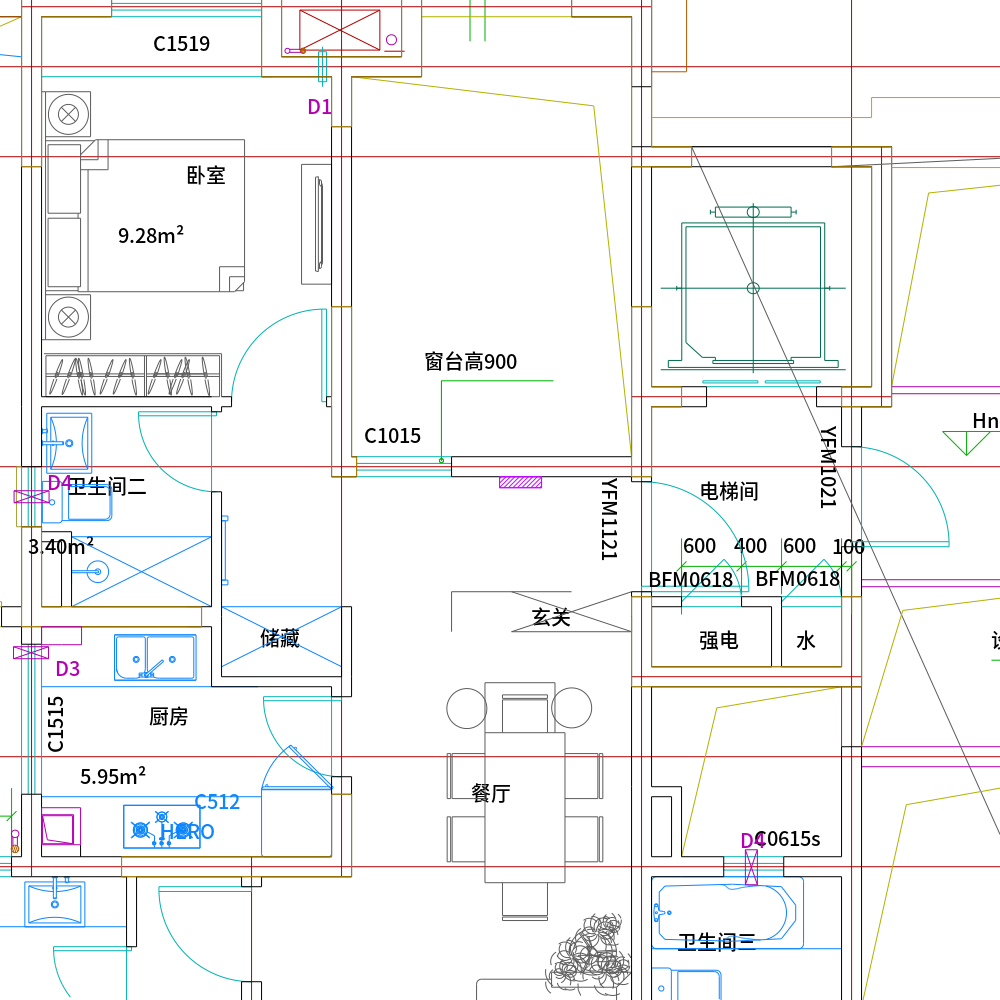 C1519
D1
卧室
9.28m²
窗台高900
C1015
Hn
YFM1021
D4
卫生间二
YFM1121
电梯间
3.40m²
600
400
600
100
BFM0618
BFM0618
玄关
储藏
强电
水
D3
C1515
厨房
5.95m²
餐厅
C512
HERO
D4
C0615s
卫生间三